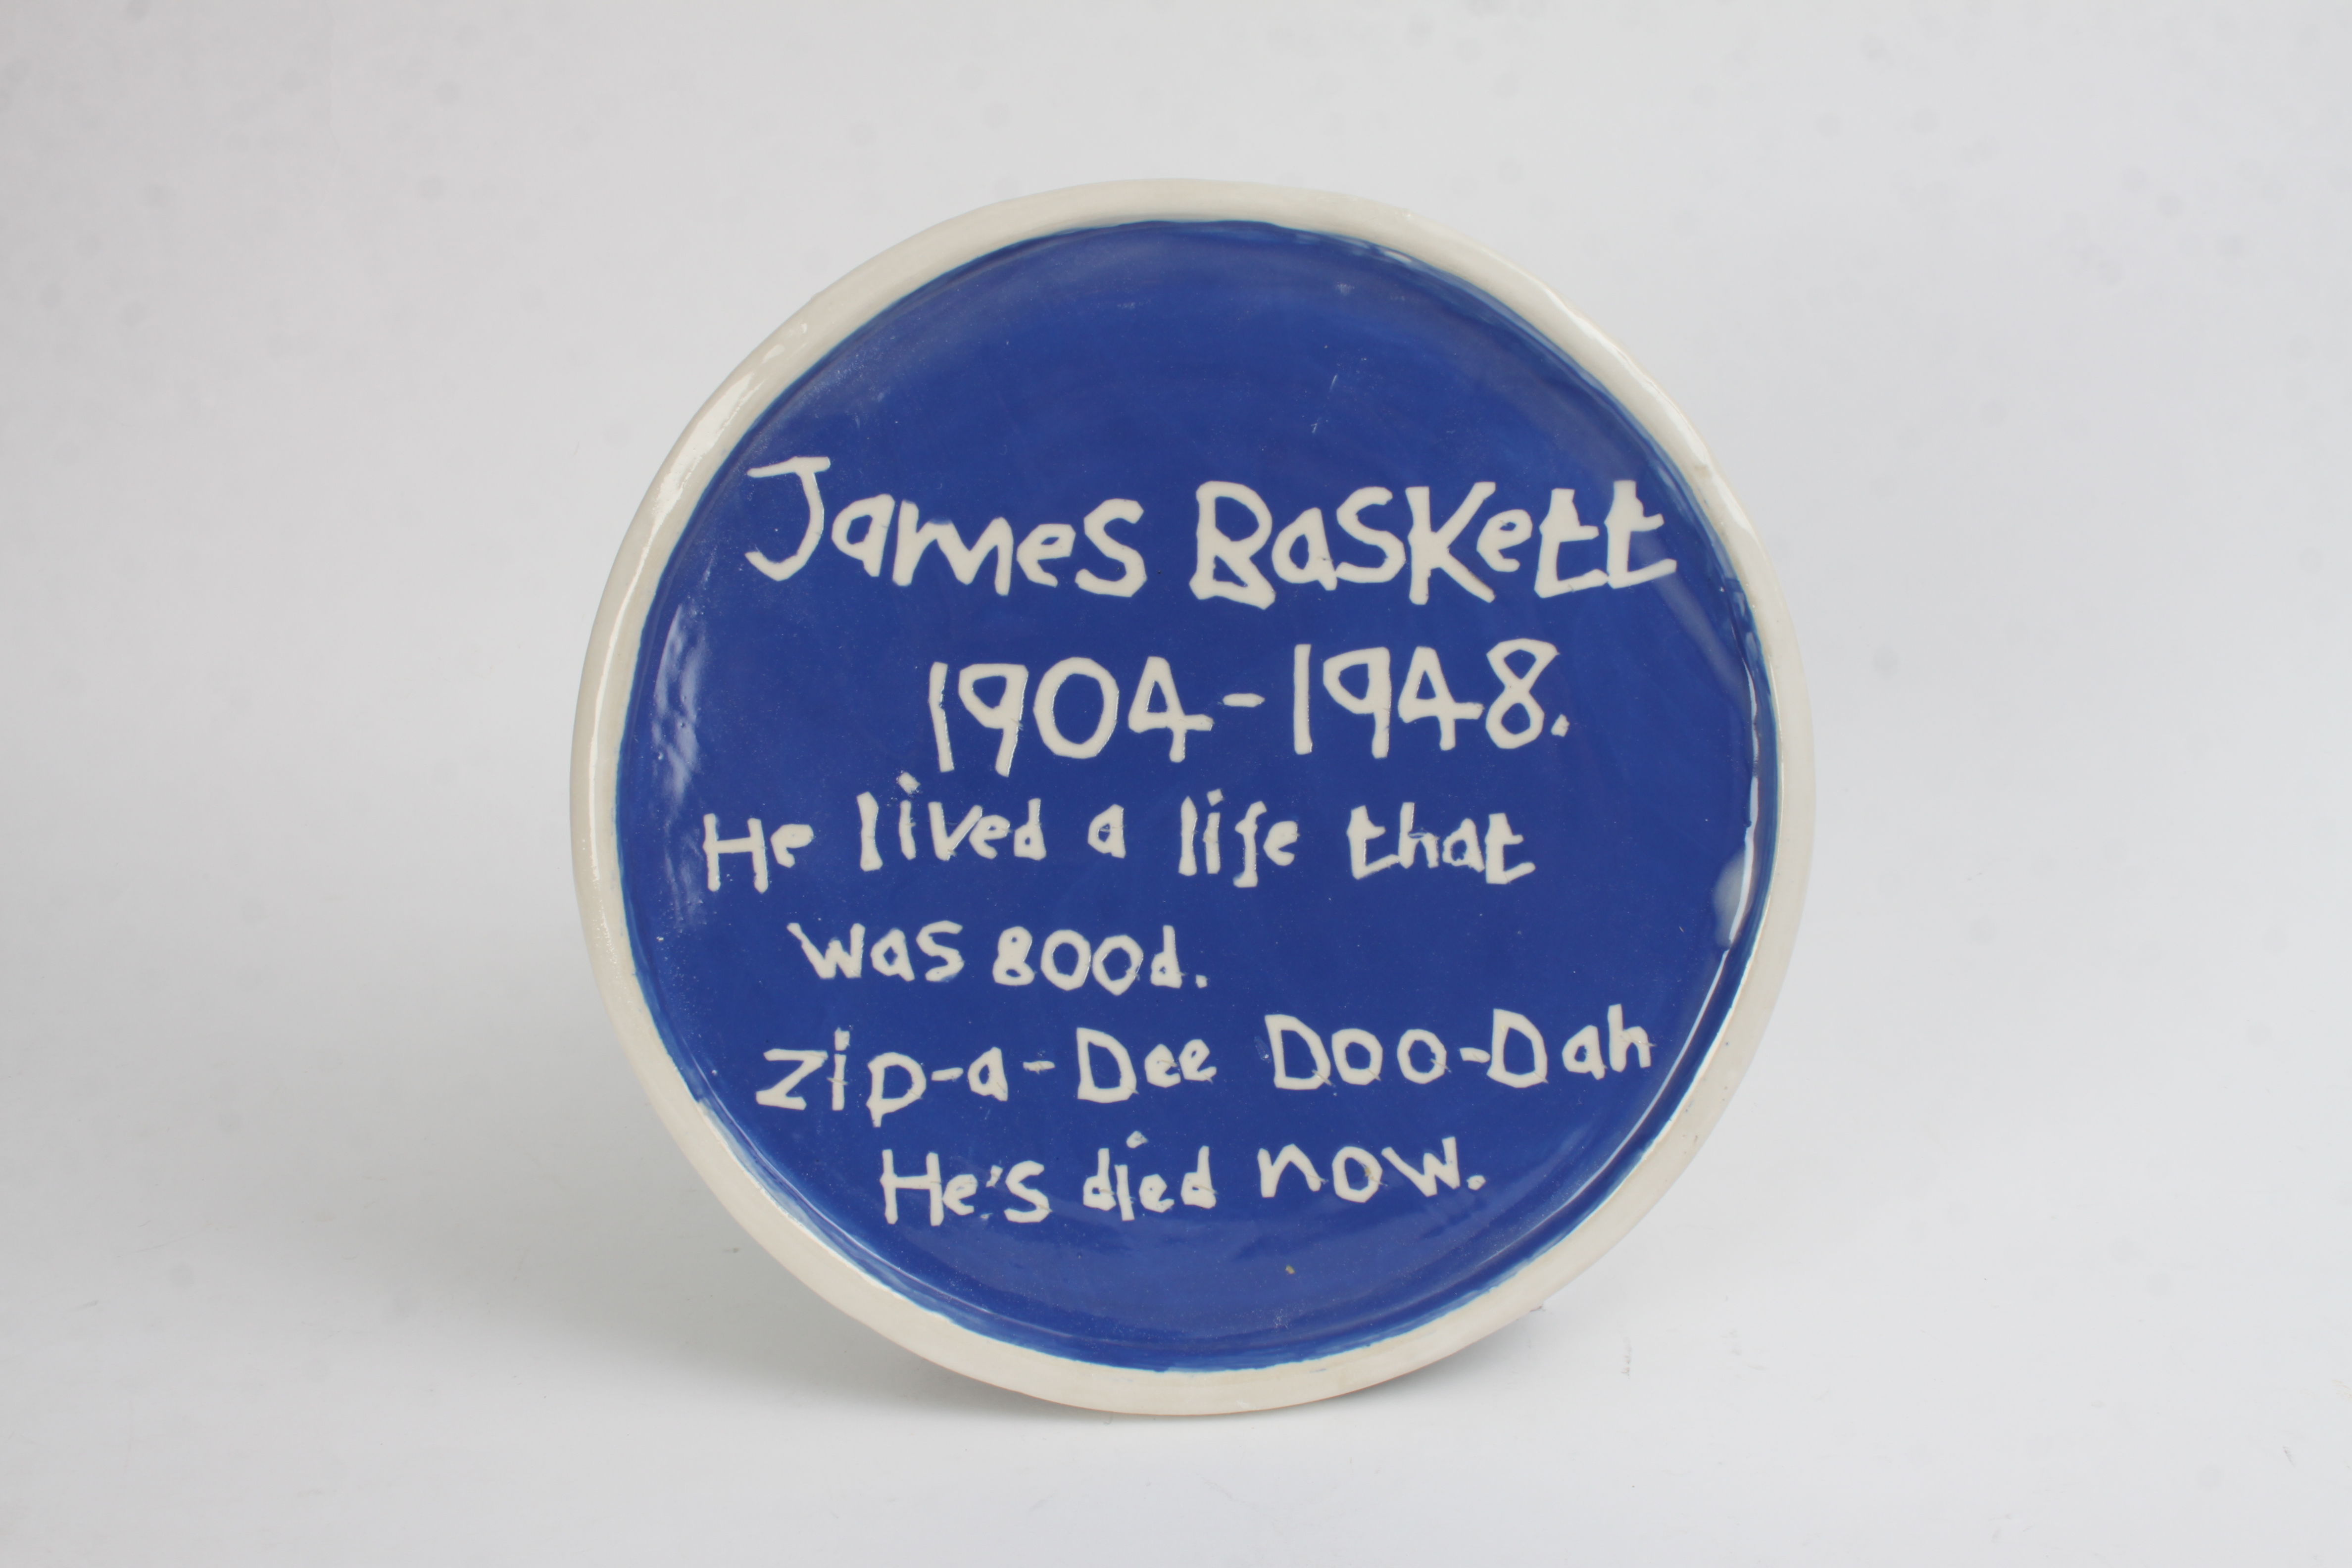 James Baskett
1904-1948.
He lived a life that
was good.
Zip-a-Dee Doo-Dah
He's died now.